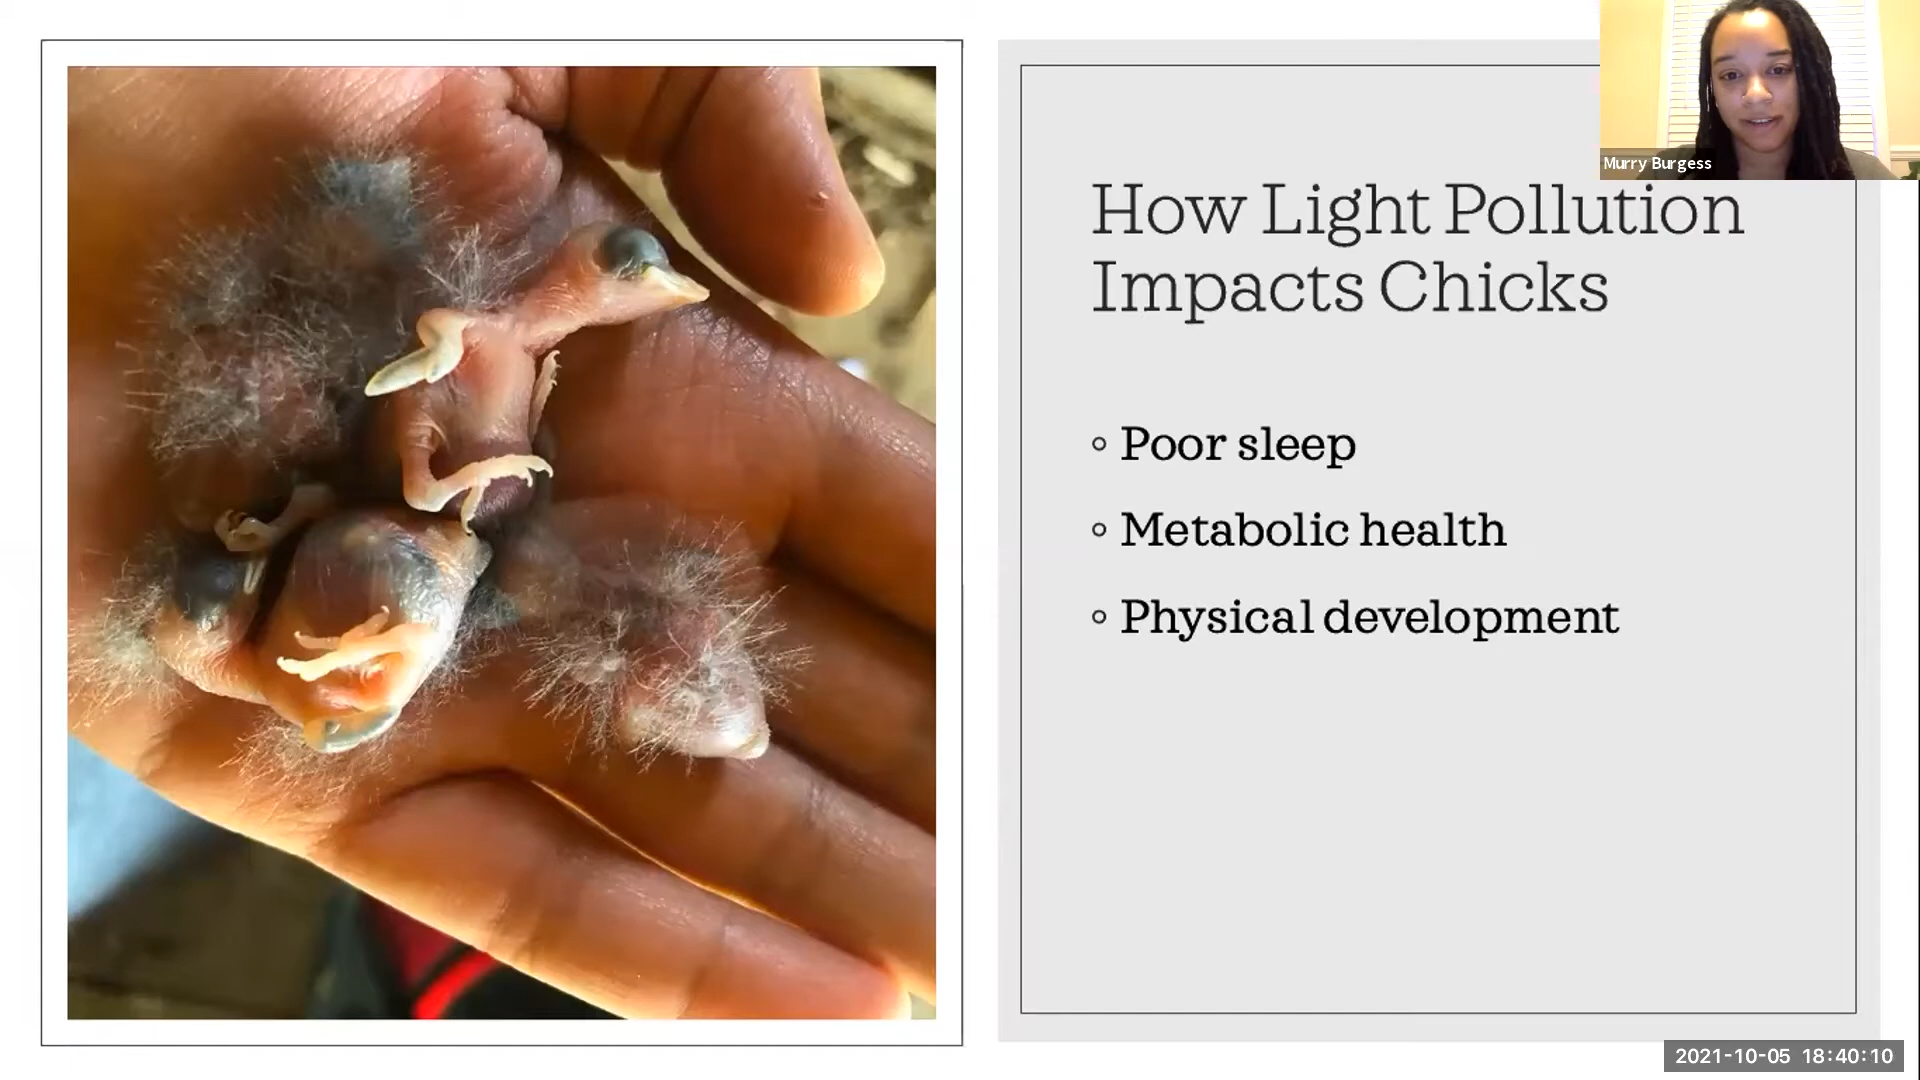 Murry Burgess
How Light Pollution
Impacts Chicks
Poor sleep
Metabolic health
Physical development
2021-10-05 18:40:10